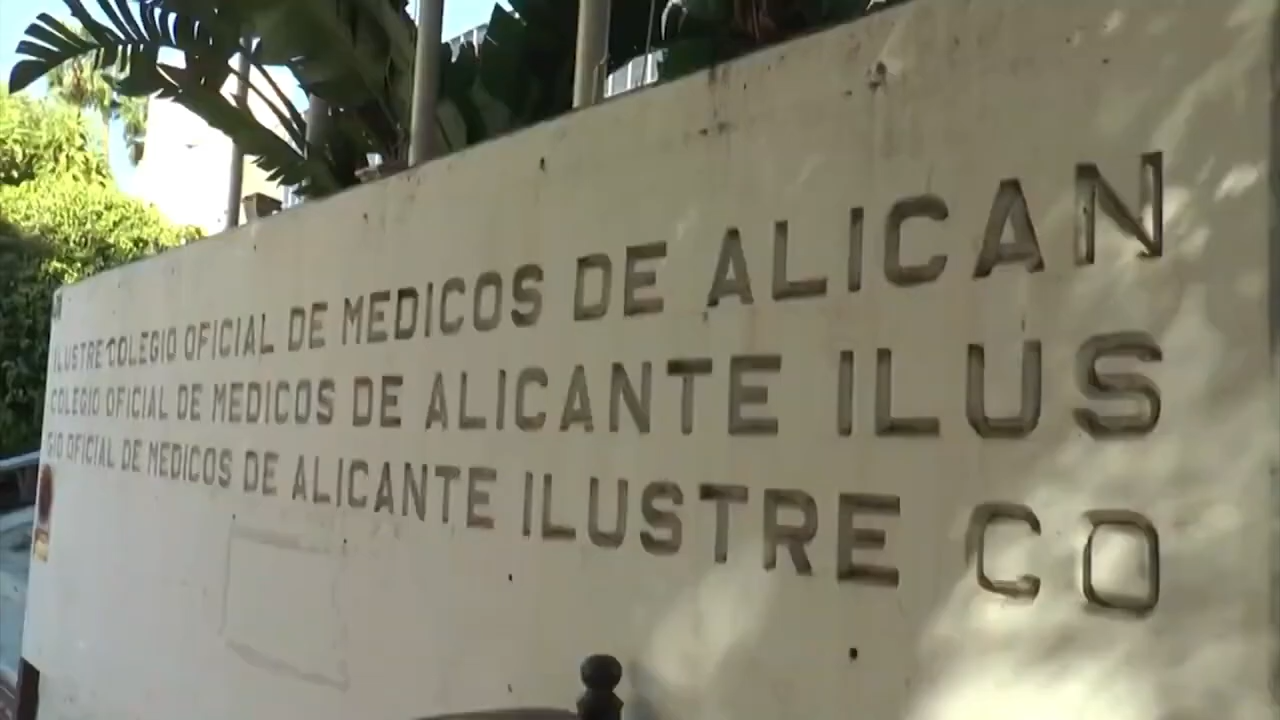 ILUSTRE COLEGIO OFICIAL DE MEDICOS DE ALICAN
COLEGIO OFICIAL DE MEDICOS DE ALICANTE ILUS
GIO OFICIAL DE MEDICOS DE ALICANTE ILUSTRE CO